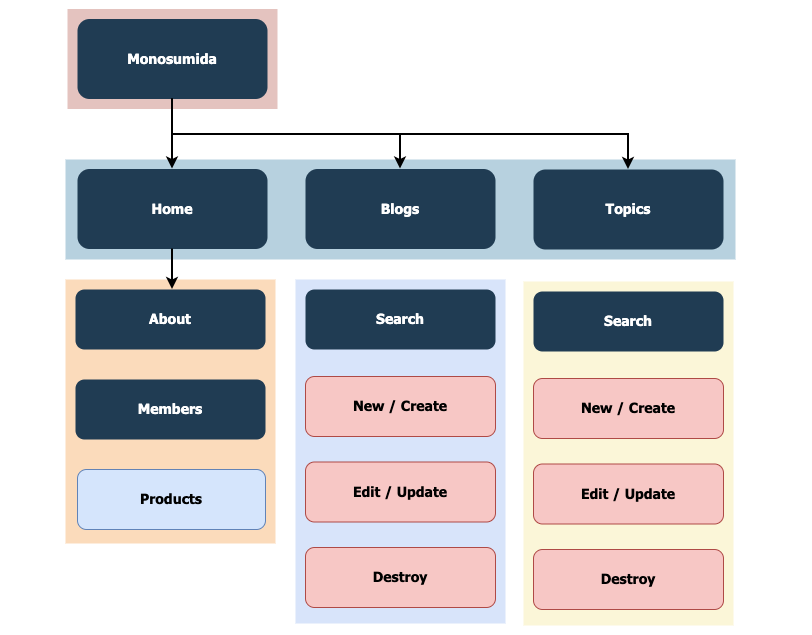 Monosumida
Home
Blogs
Topics
About
Members
Products
Search
New / Create
Edit / Update
Destroy
Search
New / Create
Edit / Update
Destroy